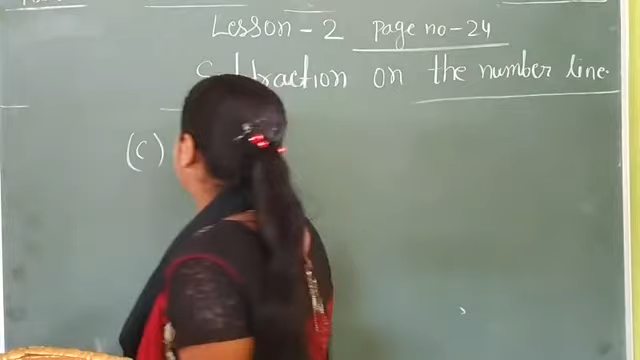 Lesson - 2 page no - 24
Subtraction on the number line.
(c)